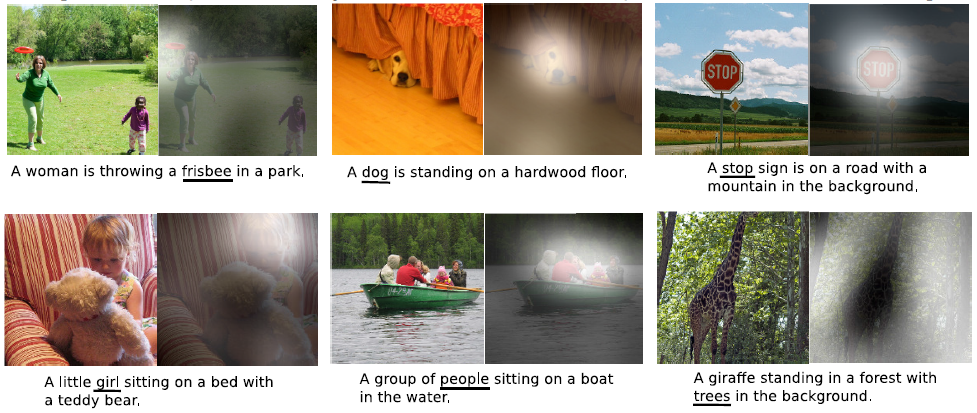 A woman is throwing a frisbee in a park.
A dog is standing on a hardwood floor.
STOP
STOP
A stop sign is on a road with a
mountain in the background.
A little girl sitting on a bed with
a teddy bear.
A group of people sitting on a boat
in the water.
A giraffe standing in a forest with
trees in the background.